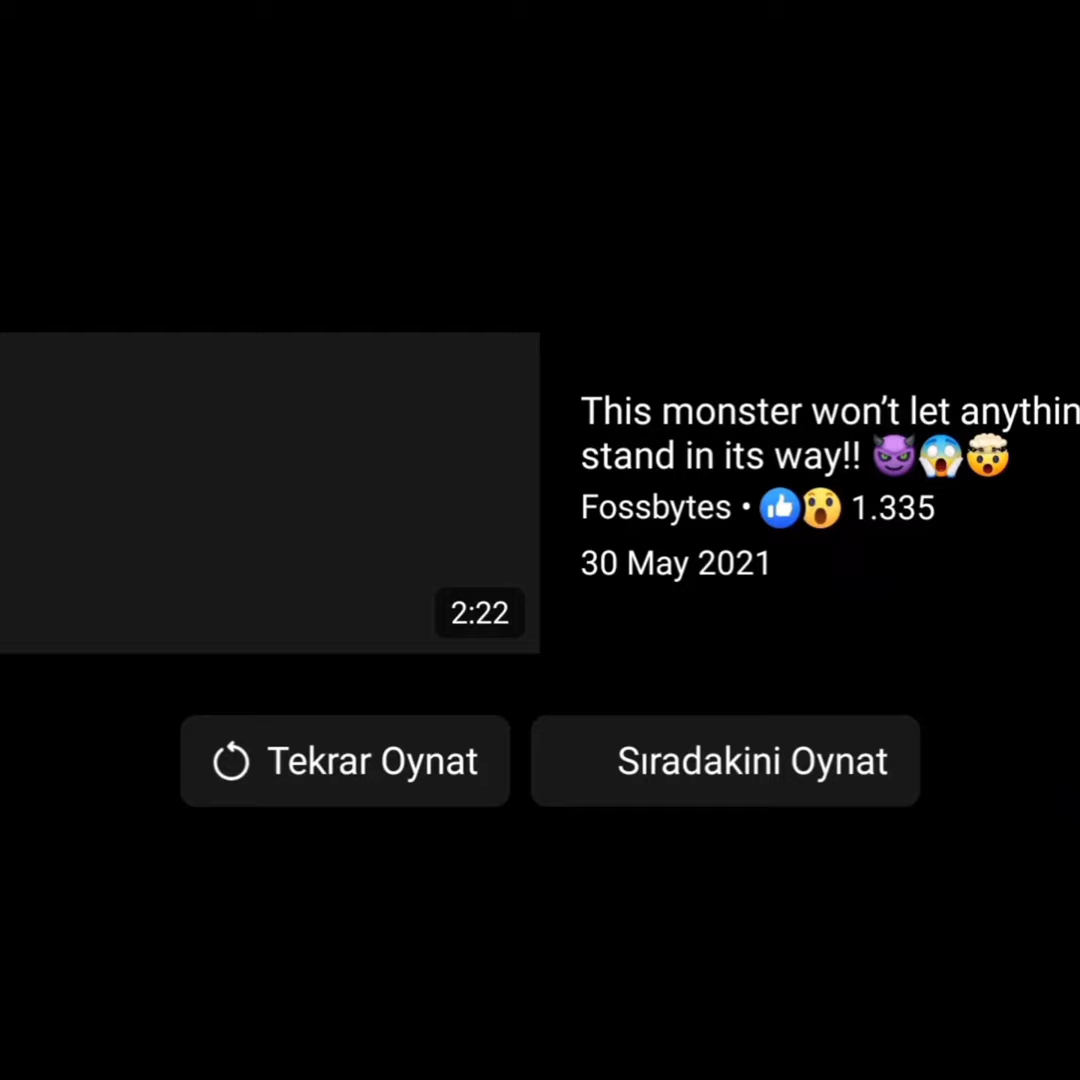 This monster won’t let anythin
stand in its way!! 😈😱🤯
Fossbytes • 👍😮 1.335
30 May 2021
2:22
Tekrar Oynat
Sıradakini Oynat